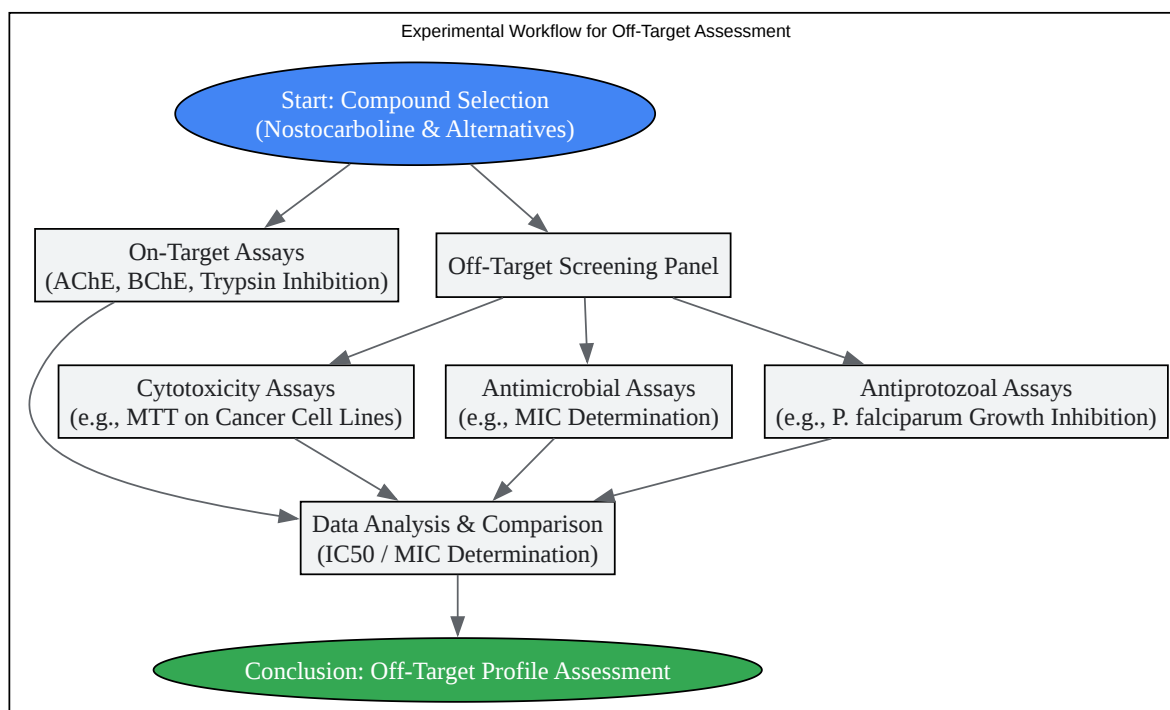 Experimental Workflow for Off-Target Assessment
Start: Compound Selection
(Nostocarboline & Alternatives)
On-Target Assays
(AChE, BChE, Trypsin Inhibition)
Off-Target Screening Panel
Cytotoxicity Assays
(e.g., MTT on Cancer Cell Lines)
Antimicrobial Assays
(e.g., MIC Determination)
Antiprotozoal Assays
(e.g., P. falciparum Growth Inhibition)
Data Analysis & Comparison
(IC50 / MIC Determination)
Conclusion: Off-Target Profile Assessment